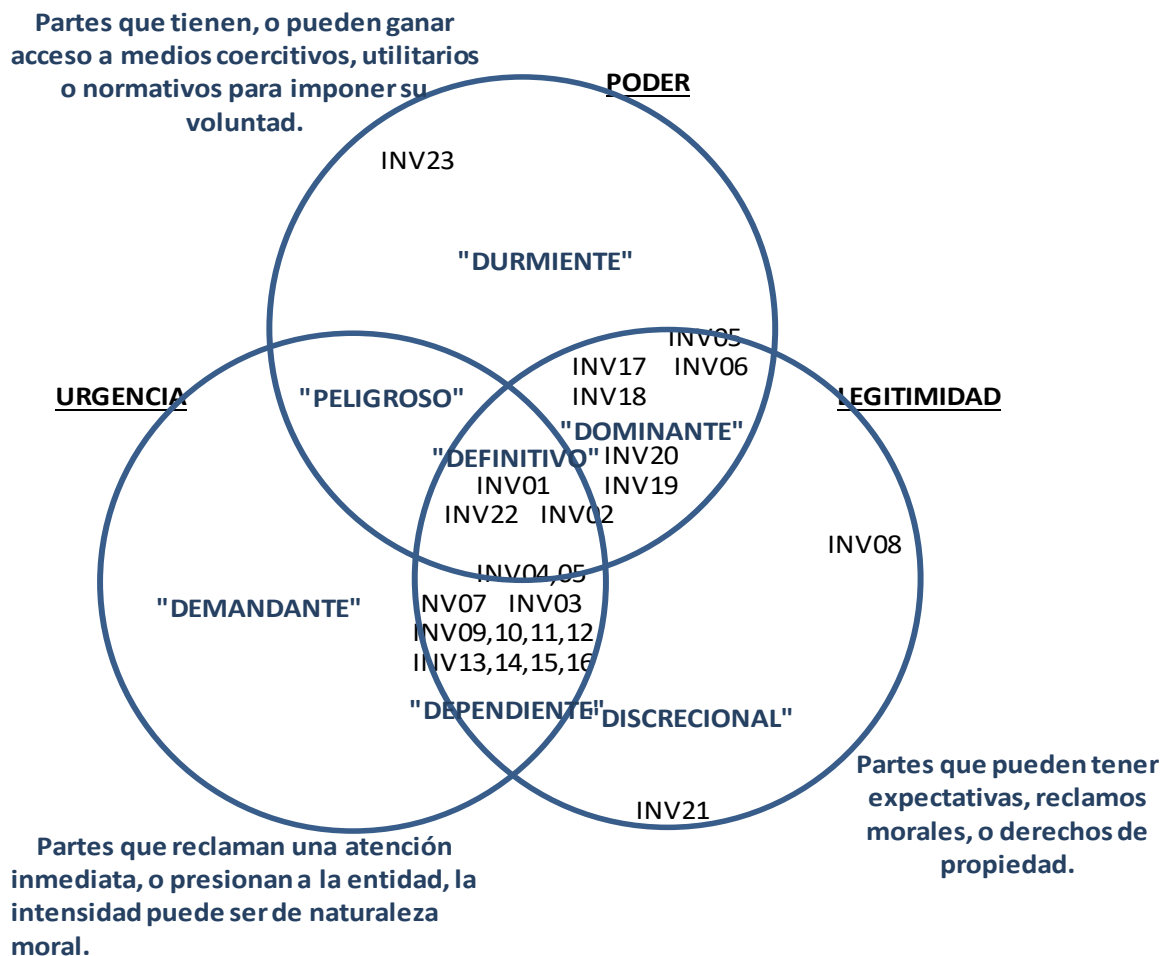 Partes que tienen, o pueden ganar
acceso a medios coercitivos, utilitarios
o normativos para imponer su
voluntad.
PODER
INV23
"DURMIENTE"
INV05
INV17 INV06
INV18
URGENCIA
"PELIGROSO"
LEGITIMIDAD
"DOMINANTE"
"DEFINITIVO" INV20
INV01 INV19
INV22 INV02
INV08
INV04,05
"DEMANDANTE"
NV07 INV03
INV09,10,11,12
INV13,14,15,16
"DEPENDIENTE"
"DISCRECIONAL"
INV21
Partes que pueden tener
expectativas, reclamos
morales, o derechos de
propiedad.
Partes que reclaman una atención
inmediata, o presionan a la entidad, la
intensidad puede ser de naturaleza
moral.